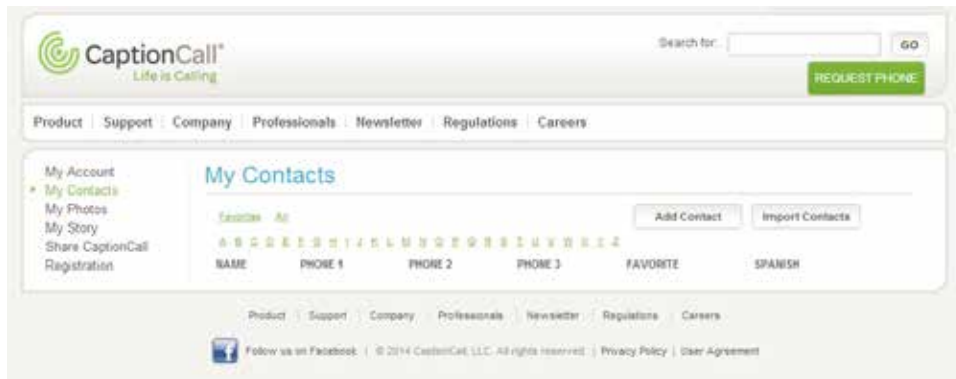 CaptionCall®
Life is Calling
Search for: GO
REQUEST PHONE
Product Support Company Professionals Newsletter Regulations Careers
My Account
My Contacts
My Photos
My Story
Share CaptionCall
Registration
My Contacts
Favorites All
Add Contact Import Contacts
NAME PHONE 1 PHONE 2 PHONE 3 FAVORITE SPANISH
Product Support Company Professionals Newsletter Regulations Careers
Follow us on Facebook | © 2014 CaptionCall, LLC. All rights reserved. | Privacy Policy | User Agreement